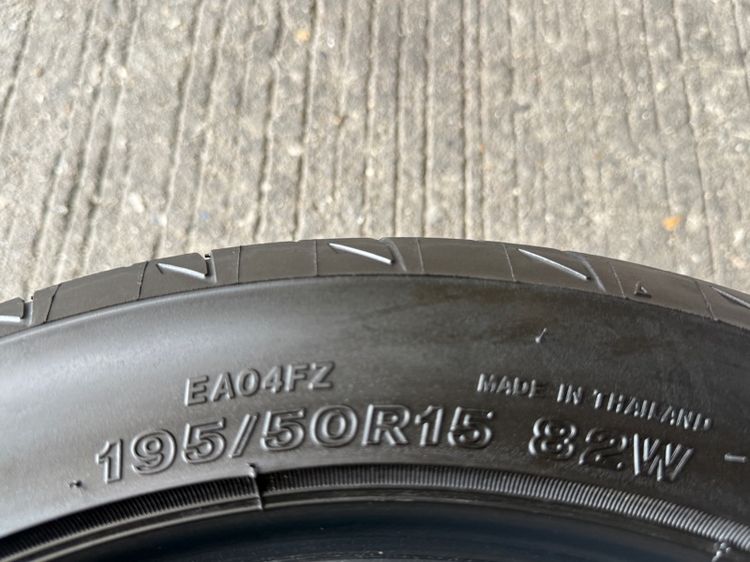 EA04FZ
MADE IN THAILAND
195/50R15 82W